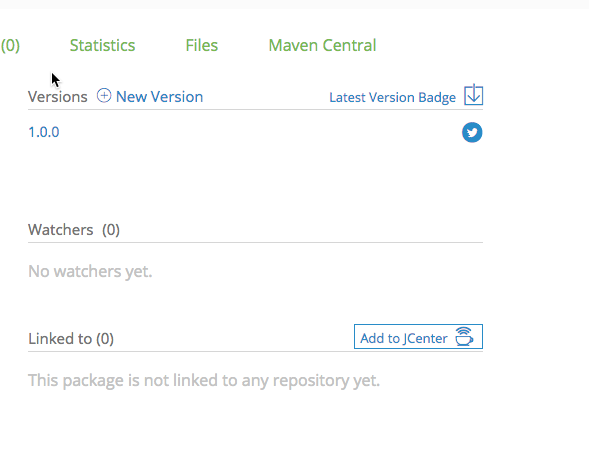 (0) Statistics Files Maven Central
Versions New Version Latest Version Badge
1.0.0
Watchers (0)
No watchers yet.
Linked to (0) Add to JCenter
This package is not linked to any repository yet.